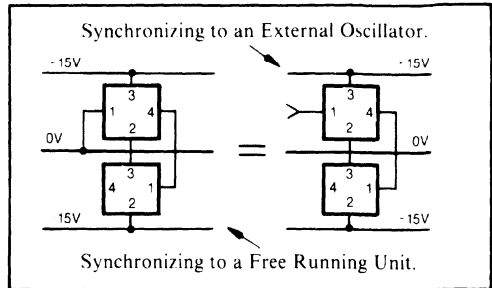 Synchronizing to an External Oscillator.
-15V -15V
3 3
1 4 1 4
2 2
0V 0V
3 3
4 1 4 1
2 2
-15V -15V
Synchronizing to a Free Running Unit.